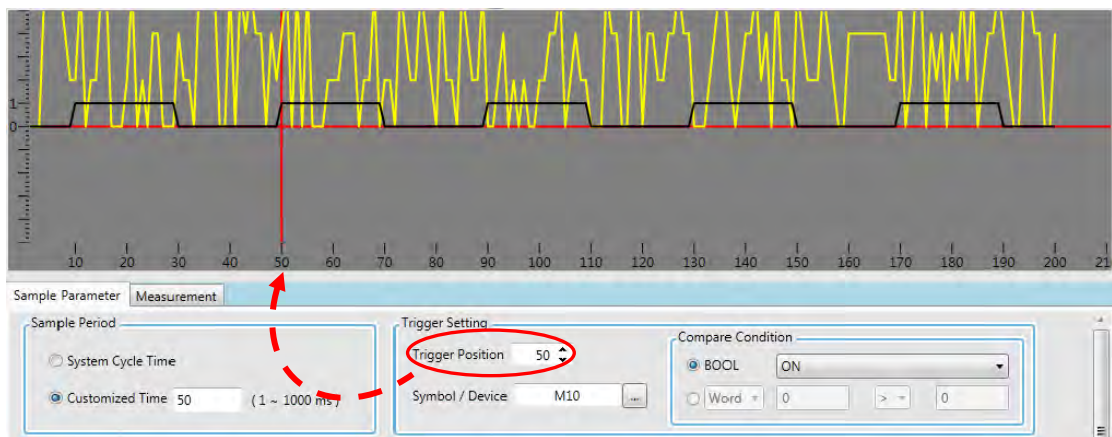 1
0
10 20 30 40 50 60 70 80 90 100 110 120 130 140 150 160 170 180 190 200 21
Sample Parameter Measurement
Sample Period
System Cycle Time
Customized Time 50 ( 1 ~ 1000 ms )
Trigger Setting
Trigger Position 50
Symbol / Device M10 ...
Compare Condition
BOOL ON
Word 0 > 0